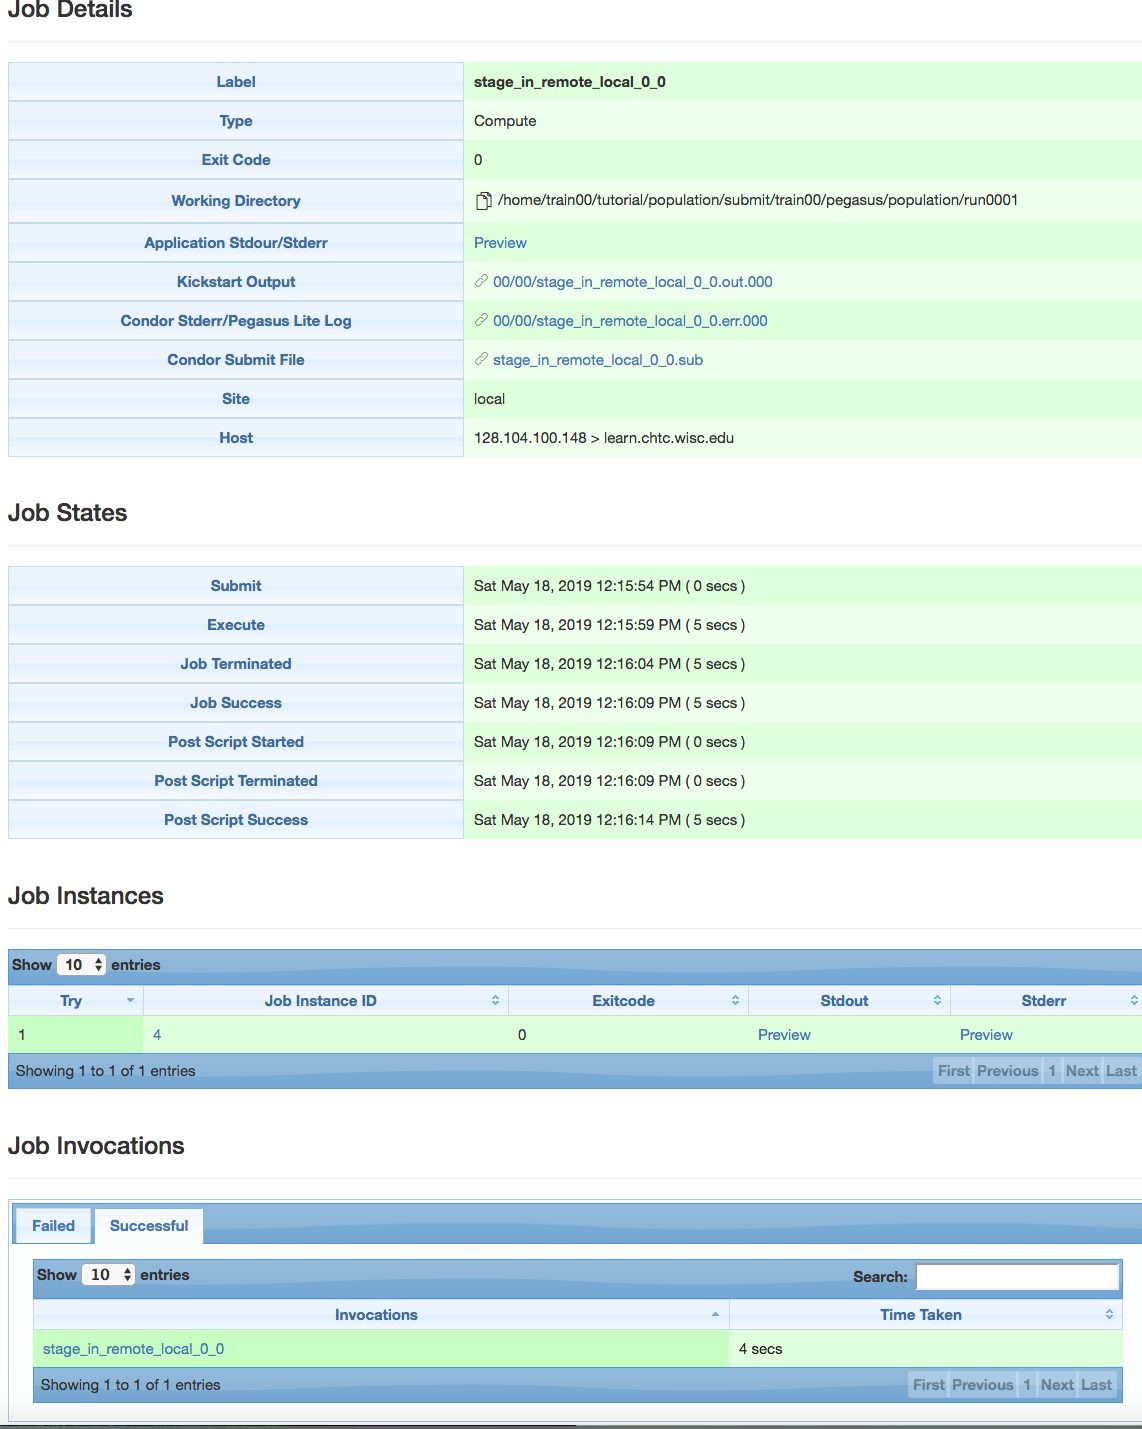 Job Details
Label stage_in_remote_local_0_0
Type Compute
Exit Code 0
Working Directory /home/train00/tutorial/population/submit/train00/pegasus/population/run0001
Application Stdour/Stderr Preview
Kickstart Output 00/00/stage_in_remote_local_0_0.out.000
Condor Stderr/Pegasus Lite Log 00/00/stage_in_remote_local_0_0.err.000
Condor Submit File stage_in_remote_local_0_0.sub
Site local
Host 128.104.100.148 > learn.chtc.wisc.edu
Job States
Submit Sat May 18, 2019 12:15:54 PM ( 0 secs )
Execute Sat May 18, 2019 12:15:59 PM ( 5 secs )
Job Terminated Sat May 18, 2019 12:16:04 PM ( 5 secs )
Job Success Sat May 18, 2019 12:16:09 PM ( 5 secs )
Post Script Started Sat May 18, 2019 12:16:09 PM ( 0 secs )
Post Script Terminated Sat May 18, 2019 12:16:09 PM ( 0 secs )
Post Script Success Sat May 18, 2019 12:16:14 PM ( 5 secs )
Job Instances
Show 10 entries
Try Job Instance ID Exitcode Stdout Stderr
1 4 0 Preview Preview
Showing 1 to 1 of 1 entries First Previous 1 Next Last
Job Invocations
Failed Successful
Show 10 entries Search:
Invocations Time Taken
stage_in_remote_local_0_0 4 secs
Showing 1 to 1 of 1 entries First Previous 1 Next Last